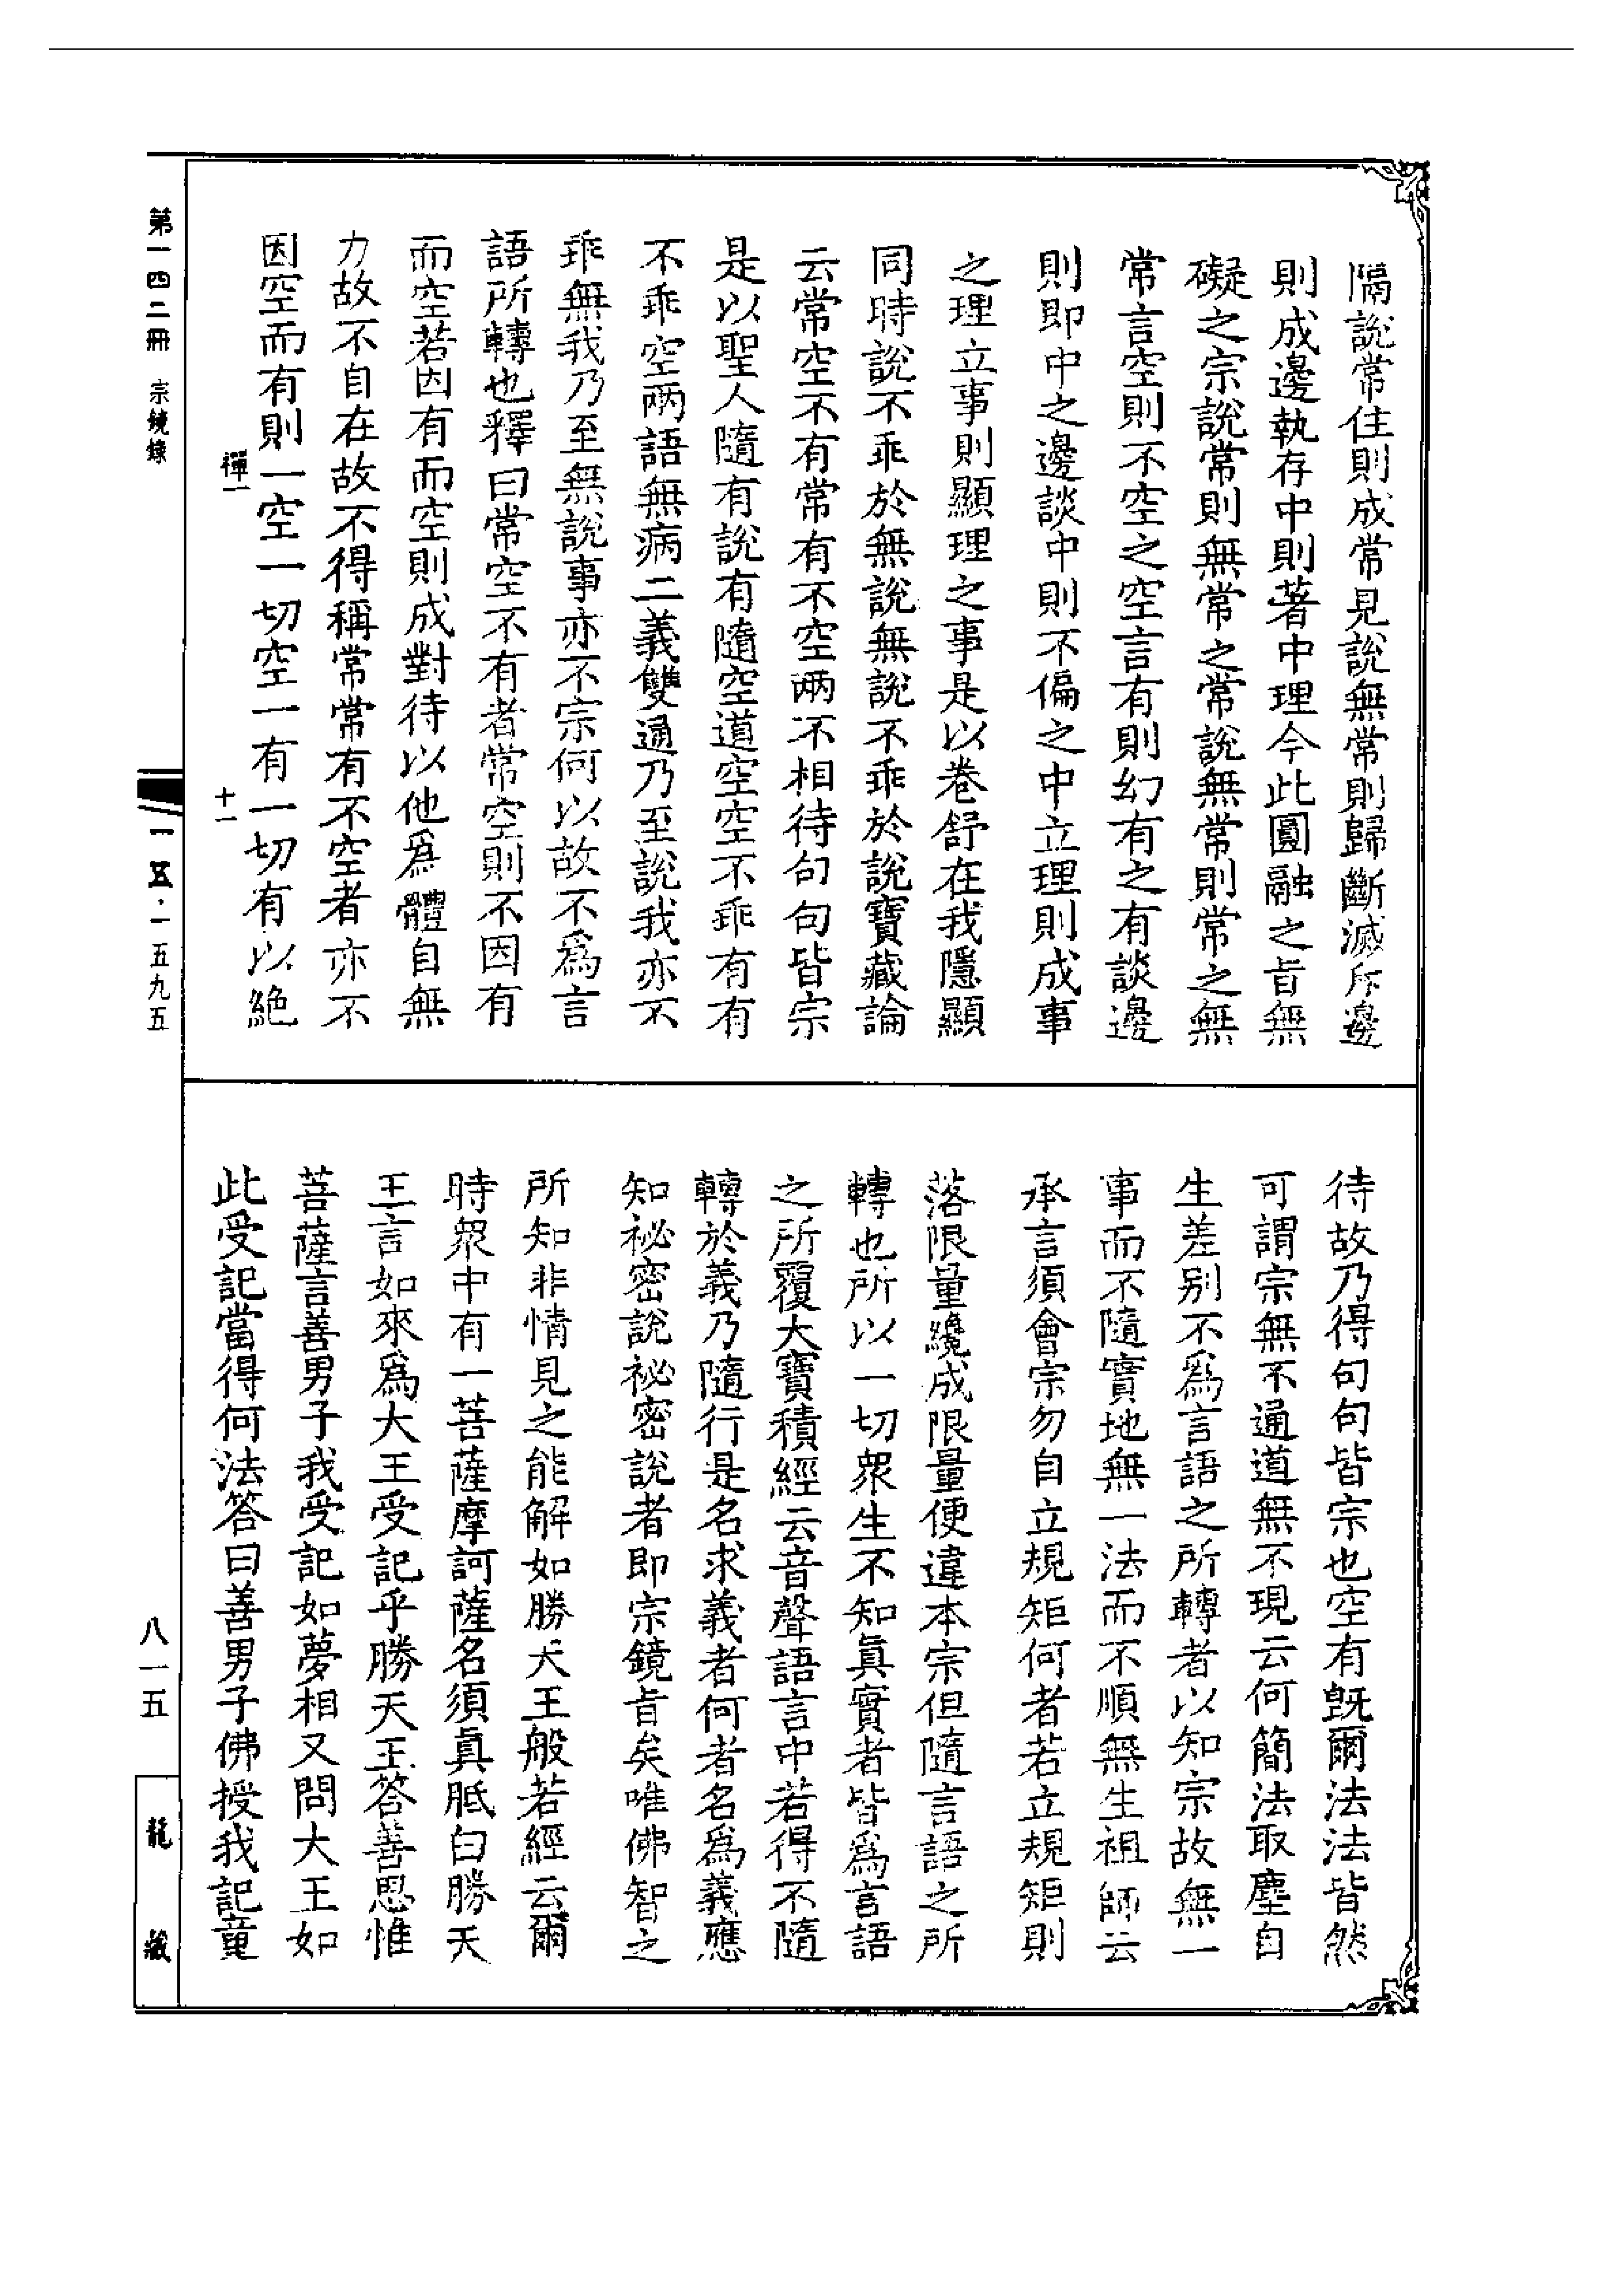 隔說常住則成常見說無常則歸斷滅斥邊
則成邊執存中則著中理今此圓融之旨無
礙之宗說常則無常之常說無常則常之無
常言空則不空之空言有則幻有之有談邊
則即中之邊談中則不偏之中立理則成事
之理立事則顯理之事是以卷舒在我隱顯
同時說不乖於無說無說不乖於說寶藏論
云常空不有常有不空兩不相待句句皆宗
是以聖人隨有說有隨空道空空不乖有有
不乖空兩語無病二義雙通乃至說我亦不
乖無我乃至無說事亦不宗何以故不爲言
語所轉也釋曰常空不有者常空則不因有
而空若因有而空則成對待以他爲體自無
力故不自在故不得稱常常有不空者亦不
因空而有則一空一切空一有一切有以絕
禪一 十一
待故乃得句句皆宗也空有旣爾法法皆然
可謂宗無不通道無不現云何簡法取塵自
生差別不爲言語之所轉者以知宗故無一
事而不隨實地無一法而不順無生祖師云
承言須會宗勿自立規矩何者若立規矩則
落限量纔成限量便違本宗但隨言語之所
轉也所以一切眾生不知眞實者皆爲言語
之所覆大寶積經云音聲語言中若得不隨
轉於義乃隨行是名求義者何者名爲義應
知祕密說祕密說者即宗鏡旨矣唯佛智之
所知非情見之能解如勝天王般若經云爾
時眾中有一菩薩摩訶薩名須眞胝白勝天
王言如來爲大王受記乎勝天王答善思惟
菩薩言善男子我受記如夢相又問大王如
此受記當得何法答曰善男子佛授我記童
第一四二冊 宗鏡錄
一五·一五九五
八一五
龍藏